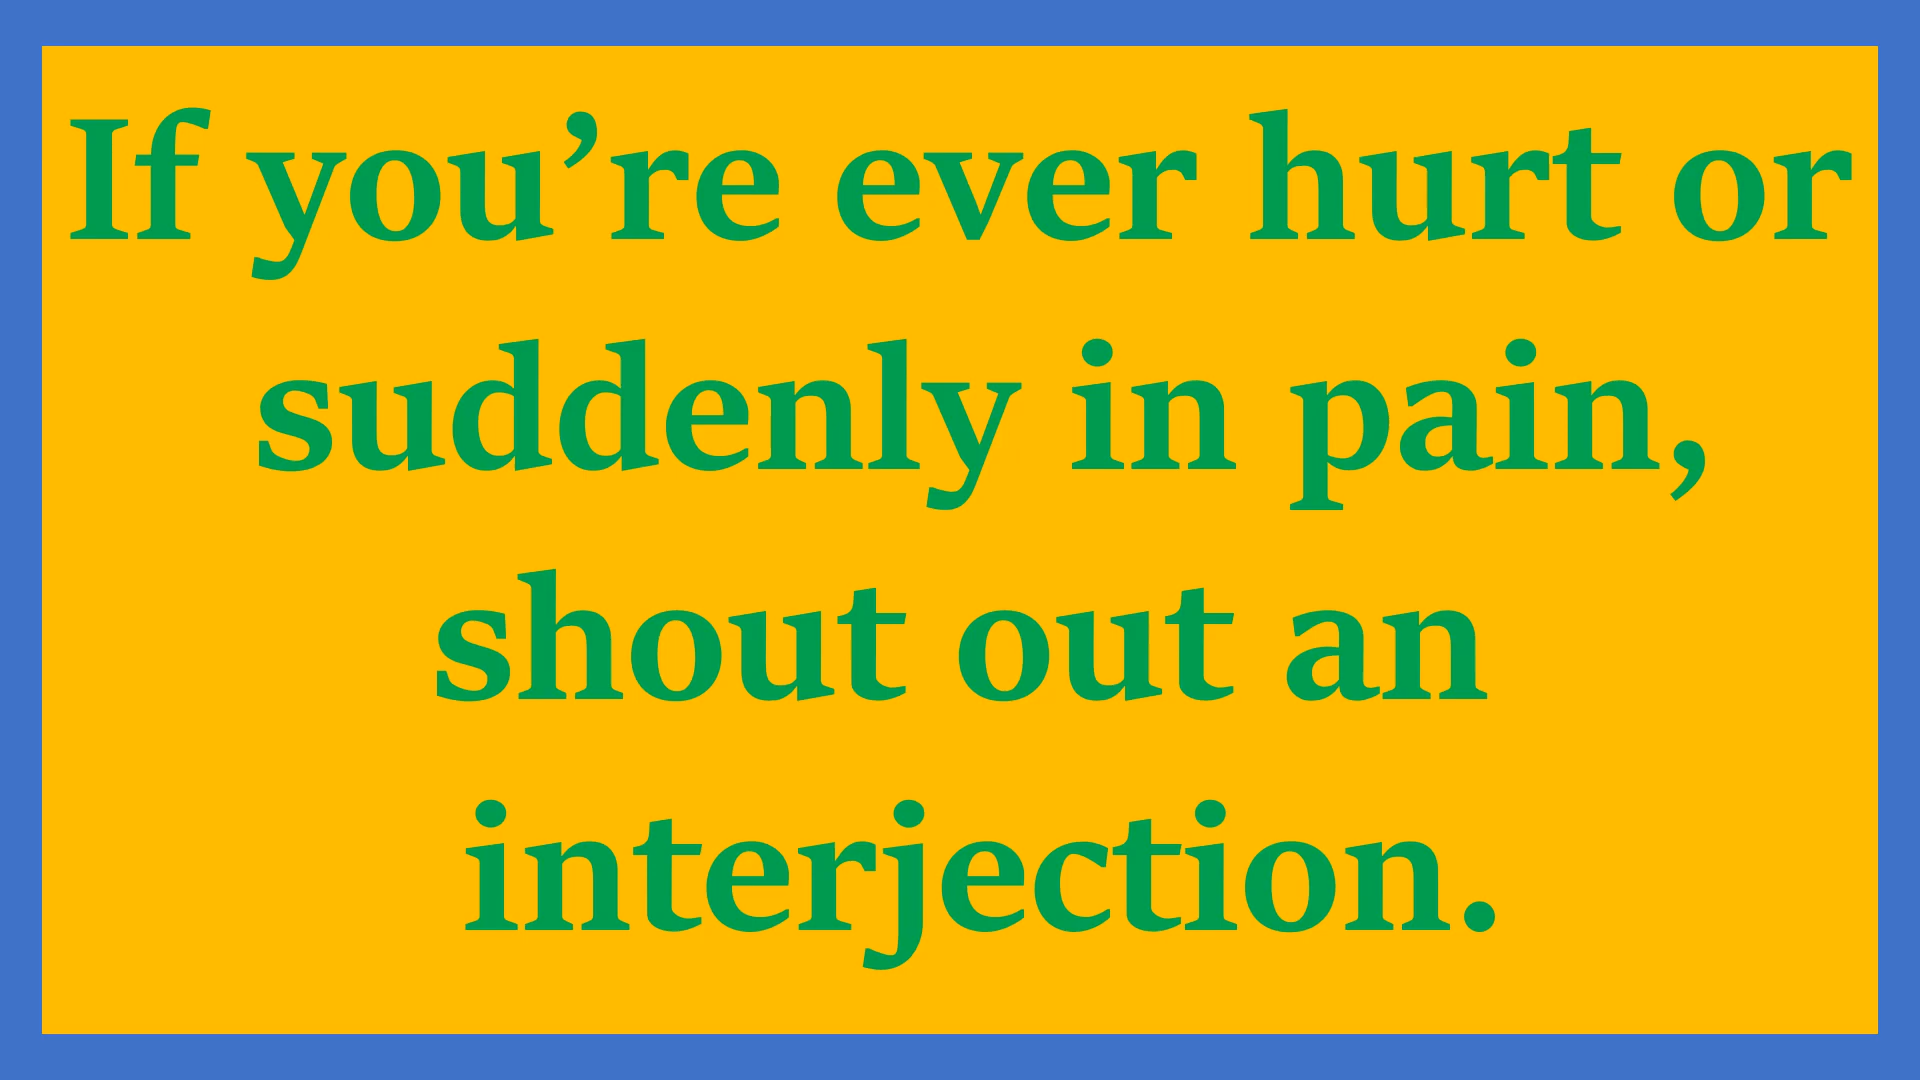 If you’re ever hurt or
suddenly in pain,
shout out an
interjection.